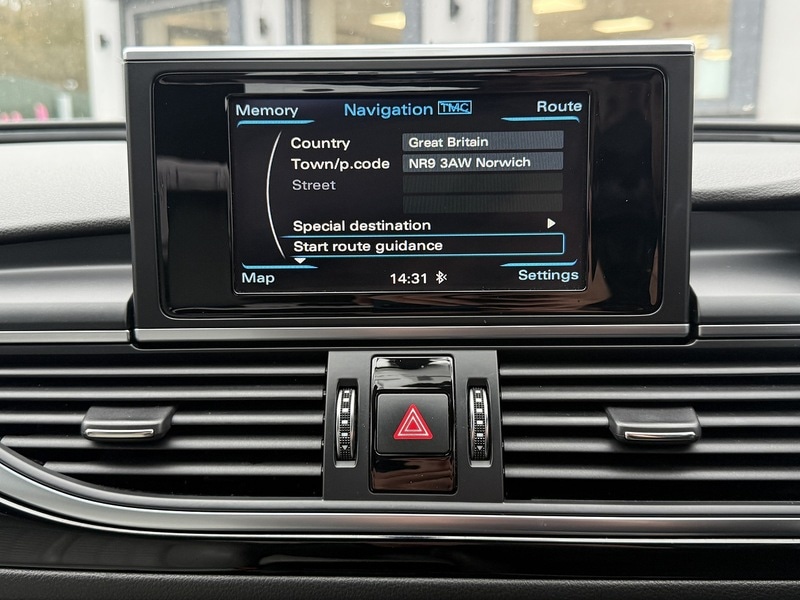 Memory Navigation TMC Route
Country Great Britain
Town/p.code NR9 3AW Norwich
Street
Special destination
Start route guidance
Map 14:31 Settings